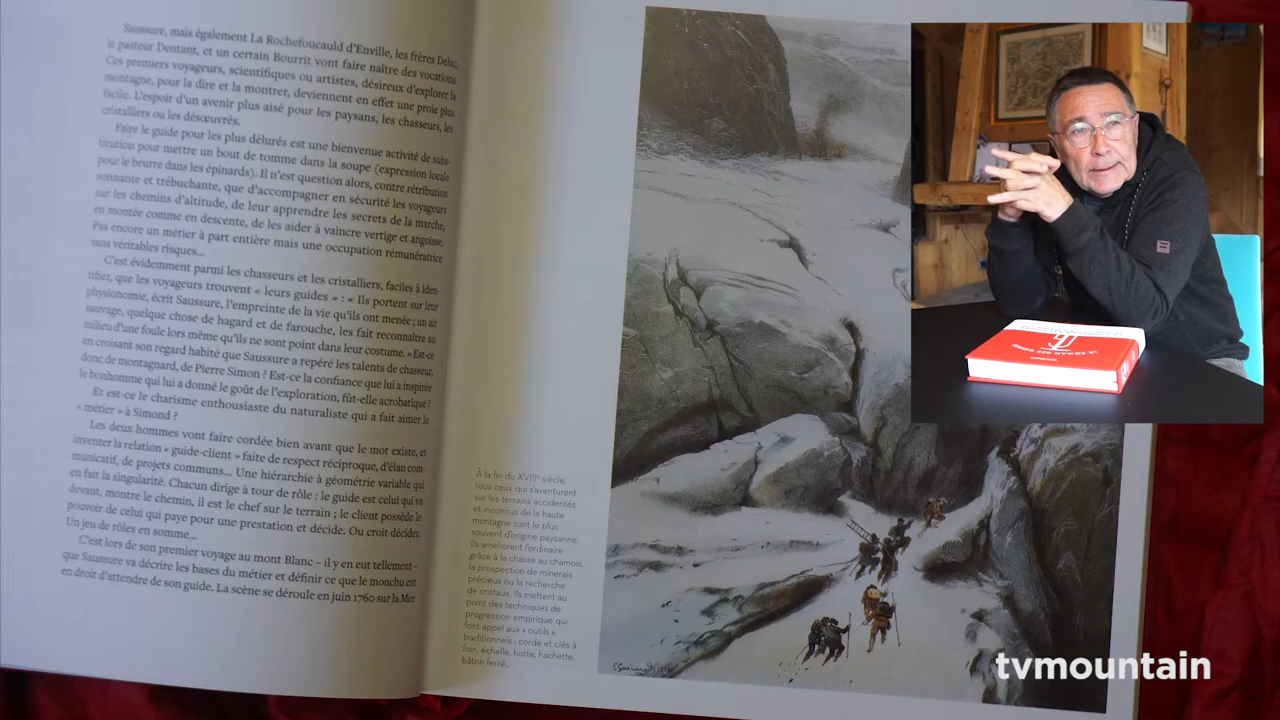 Saussure, mais également La Rochefoucauld d'Enville, les frères Deluc,
le pasteur Dentant, et un certain Bourrit vont faire naître des vocations.
Ces premiers voyageurs, scientifiques ou artistes, désireux d'explorer la
montagne, pour la dire et la montrer, deviennent en effet une proie plus
facile. L'espoir d'un avenir plus aisé pour les paysans, les chasseurs, les
cristalliers ou les désœuvrés.
Faire le guide pour les plus délurés est une bienvenue activité de subs-
titution pour mettre un bout de tomme dans la soupe (expression locale
pour le beurre dans les épinards). Il n'est question alors, contre rétribution
sonnante et trébuchante, que d'accompagner en sécurité les voyageurs
sur les chemins d'altitude, de leur apprendre les secrets de la marche,
en montée comme en descente, de les aider à vaincre vertige et angoisse.
Pas encore un métier à part entière mais une occupation rémunératrice
sans véritables risques...
C'est évidemment parmi les chasseurs et les cristalliers, faciles à iden-
tifier, que les voyageurs trouvent « leurs guides » : « Ils portent sur leur
physionomie, écrit Saussure, l'empreinte de la vie qu'ils ont menée ; un air
sauvage, quelque chose de hagard et de farouche, les fait reconnaître au
milieu d'une foule lors même qu'ils ne sont point dans leur costume. » Est-ce
en croisant son regard habité que Saussure a repéré les talents de chasseur,
donc de montagnard, de Pierre Simon ? Est-ce la confiance que lui a inspirée
le bonhomme qui lui a donné le goût de l'exploration, fût-elle acrobatique ?
Et est-ce le charisme enthousiaste du naturaliste qui a fait aimer le
« métier » à Simond ?
Les deux hommes vont faire cordée bien avant que le mot existe, et
inventer la relation « guide-client » faite de respect réciproque, d'élan com-
municatif, de projets communs... Une hiérarchie à géométrie variable qui
en fait la singularité. Chacun dirige à tour de rôle : le guide est celui qui va
devant, montre le chemin, il est le chef sur le terrain ; le client possède le
pouvoir de celui qui paye pour une prestation et décide. Ou croit décider.
Un jeu de rôles en somme...
C'est lors de son premier voyage au mont Blanc – il y en eut tellement –
que Saussure va décrire les bases du métier et définir ce que le monchu est
en droit d'attendre de son guide. La scène se déroule en juin 1760 sur la Mer
À la fin du XVIIIe siècle,
tous ceux qui s'aventurent
sur les terrains accidentés
et inconnus de la haute
montagne sont le plus
souvent d'origine paysanne.
Ils améliorent l'ordinaire
grâce à la chasse au chamois,
la prospection de minerais
précieux ou la recherche
de cristaux. Ils mettent au
point des techniques de
progression empirique qui
font appel aux « outils »
traditionnels : corde et clés à
foin, échelle, hotte, hachette,
bâton ferré...
tvmountain